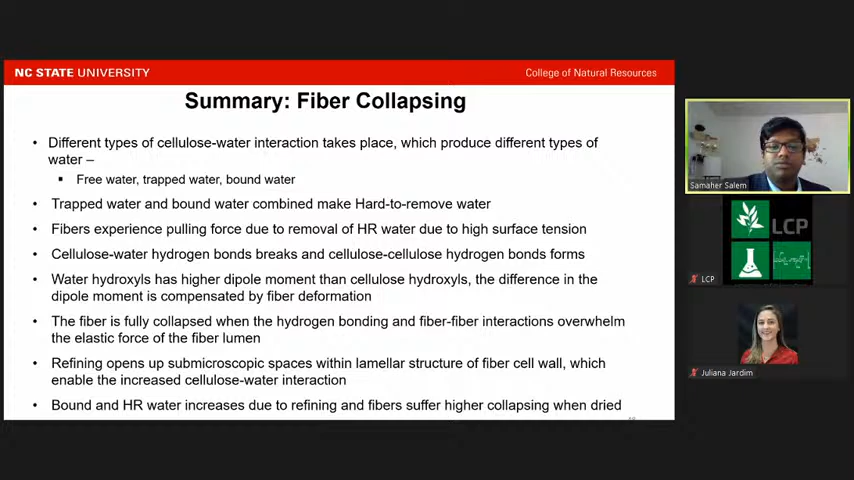 NC STATE UNIVERSITY
College of Natural Resources
Summary: Fiber Collapsing
• Different types of cellulose-water interaction takes place, which produce different types of
water –
▪ Free water, trapped water, bound water
• Trapped water and bound water combined make Hard-to-remove water
• Fibers experience pulling force due to removal of HR water due to high surface tension
• Cellulose-water hydrogen bonds breaks and cellulose-cellulose hydrogen bonds forms
• Water hydroxyls has higher dipole moment than cellulose hydroxyls, the difference in the
dipole moment is compensated by fiber deformation
• The fiber is fully collapsed when the hydrogen bonding and fiber-fiber interactions overwhelm
the elastic force of the fiber lumen
• Refining opens up submicroscopic spaces within lamellar structure of fiber cell wall, which
enable the increased cellulose-water interaction
• Bound and HR water increases due to refining and fibers suffer higher collapsing when dried
Samaher Salem
LCP
LCP
Juliana Jardim